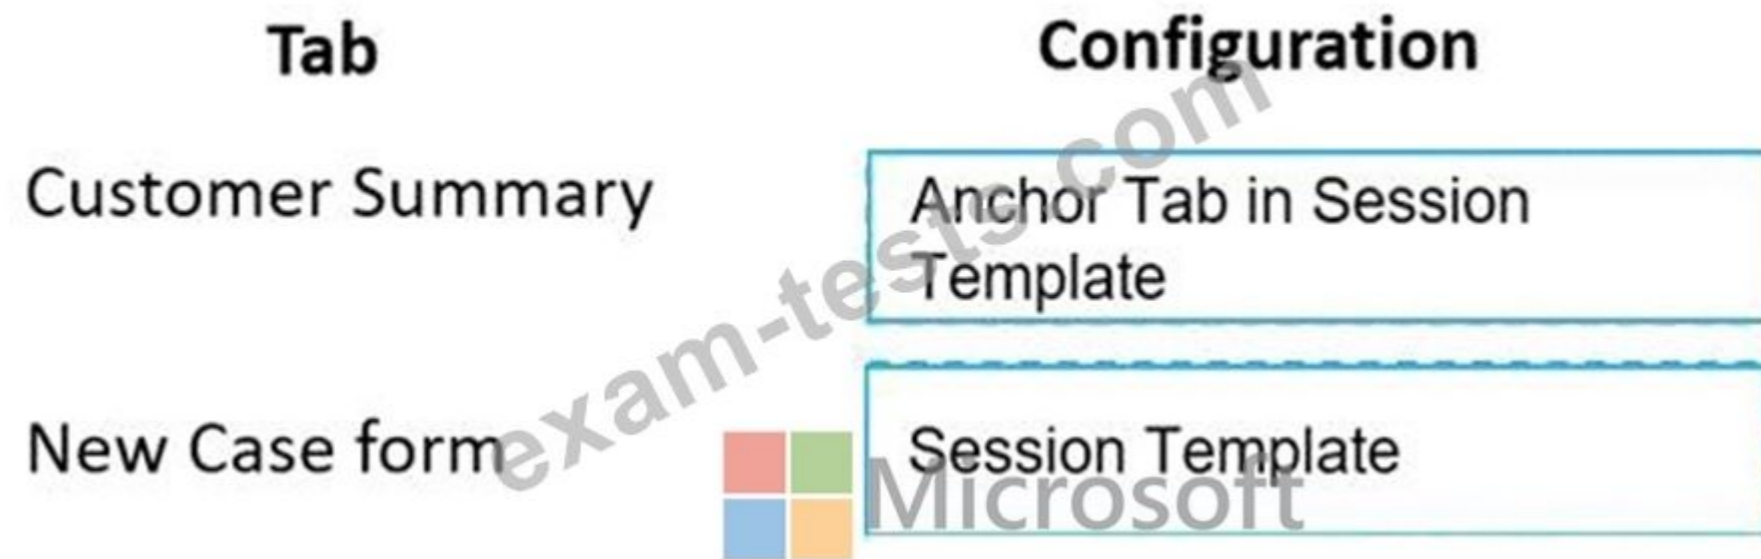 Tab Configuration
Customer Summary
Anchor Tab in Session
Template
New Case form
Session Template
exam-tests.com
Microsoft